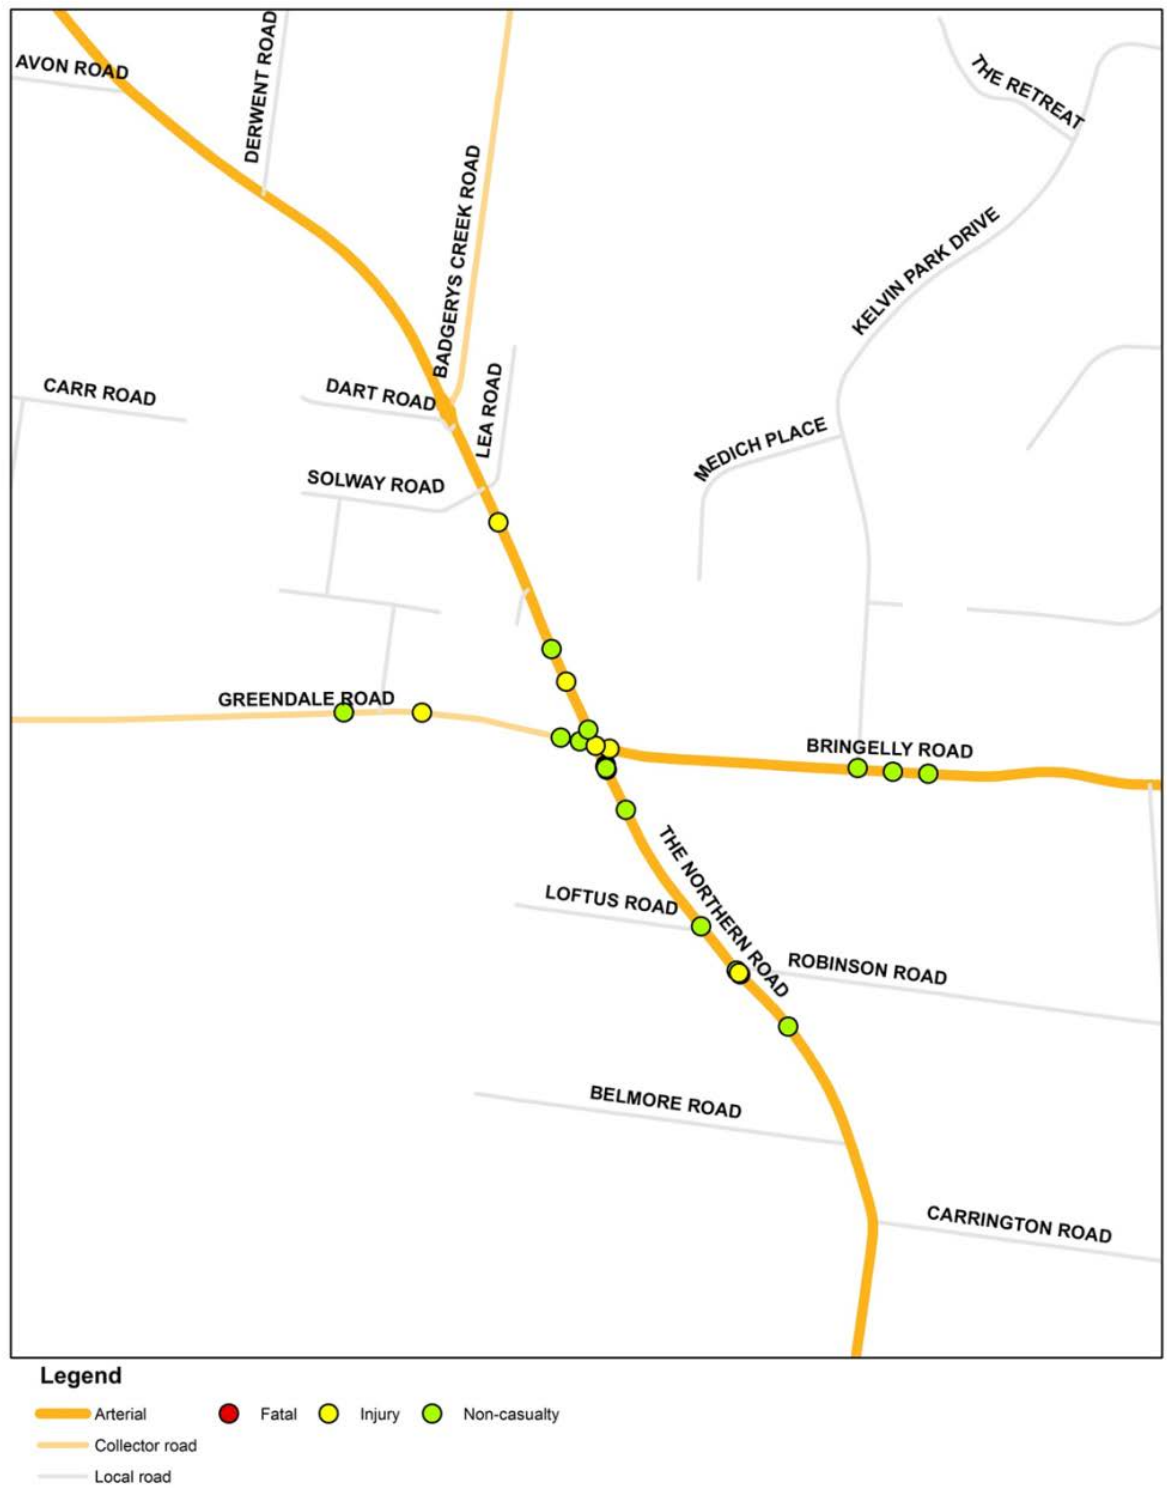 DERWENT ROAD
AVON ROAD
THE RETREAT
BADGERYS CREEK ROAD
KELVIN PARK DRIVE
CARR ROAD
DART ROAD
LEA ROAD
MEDICH PLACE
SOLWAY ROAD
GREENDALE ROAD
BRINGELLY ROAD
THE NORTHERN ROAD
LOFTUS ROAD
ROBINSON ROAD
BELMORE ROAD
CARRINGTON ROAD
Legend
Arterial
Fatal
Injury
Non-casualty
Collector road
Local road